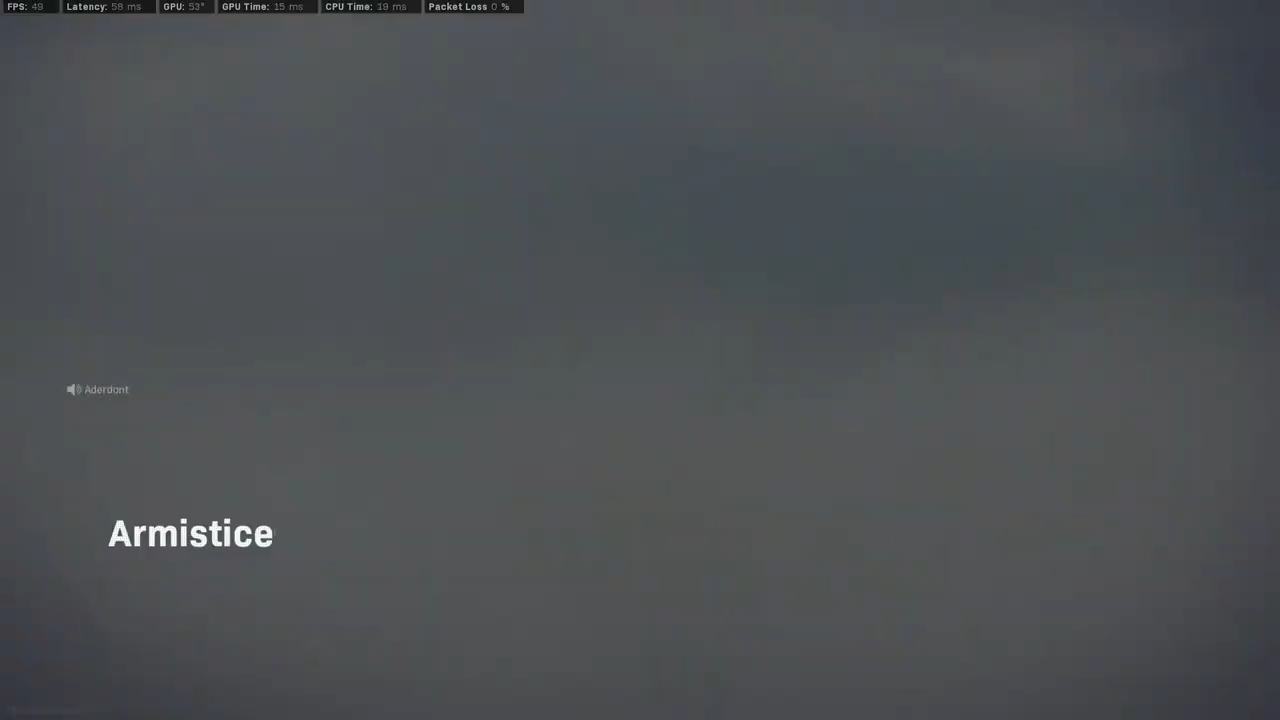 FPS: 49 Latency: 58 ms GPU: 53° GPU Time: 15 ms CPU Time: 19 ms Packet Loss 0 %
Aderdont
Armistice